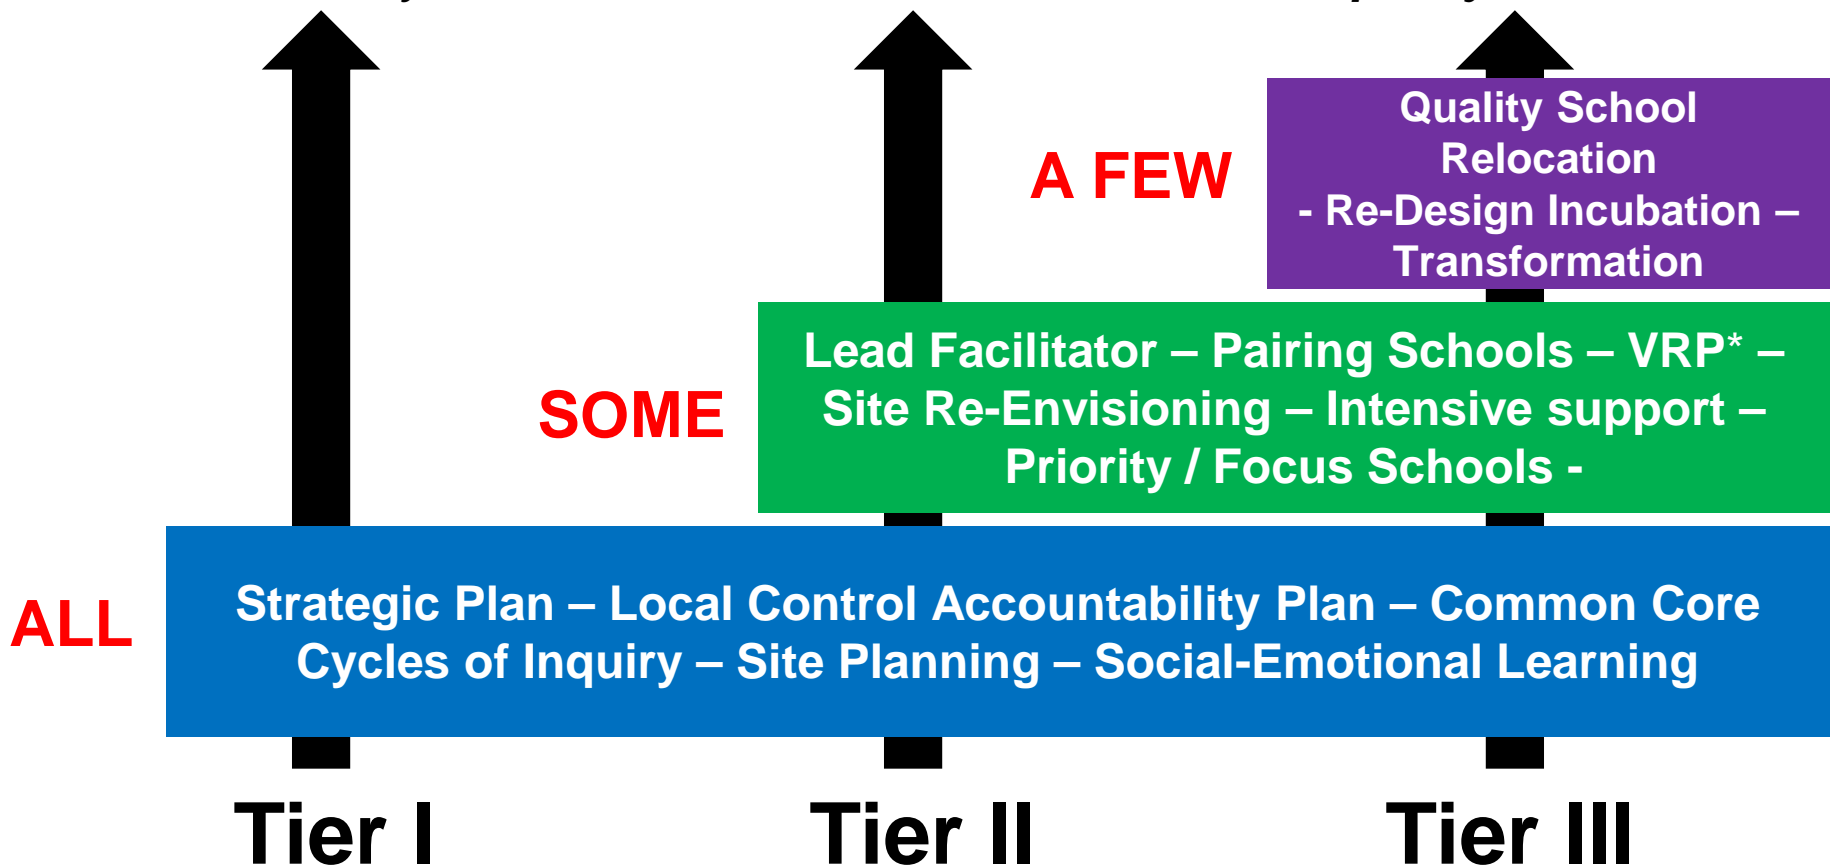 A FEW
Quality School
Relocation
- Re-Design Incubation –
Transformation
SOME
Lead Facilitator – Pairing Schools – VRP* –
Site Re-Envisioning – Intensive support –
Priority / Focus Schools -
ALL
Strategic Plan – Local Control Accountability Plan – Common Core
Cycles of Inquiry – Site Planning – Social-Emotional Learning
Tier I
Tier II
Tier III